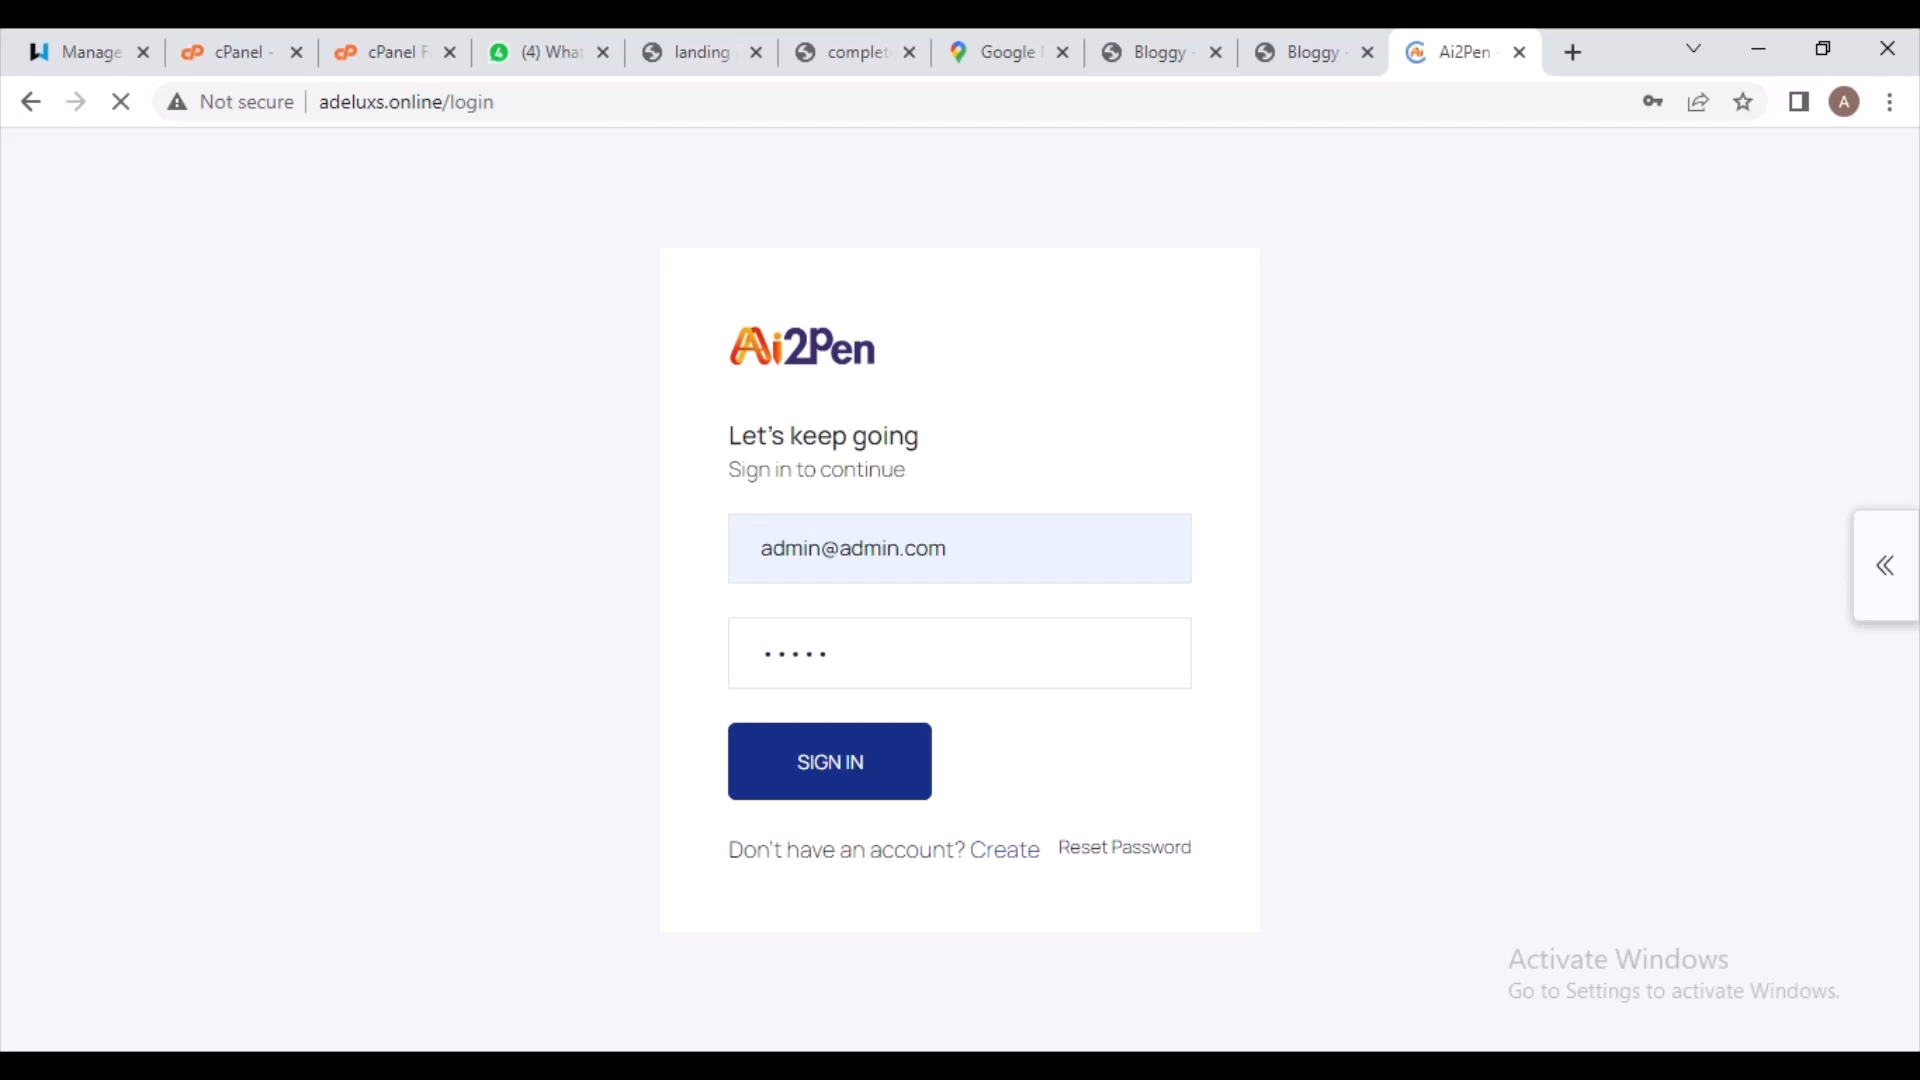 Manage
cPanel -
cPanel F
(4) What
landing
complet
Google
Bloggy -
Bloggy -
Ai2Pen -
Not secure
adeluxs.online/login
A
Ai2Pen
Let's keep going
Sign in to continue
admin@admin.com
SIGN IN
Don't have an account? Create
Reset Password
Activate Windows
Go to Settings to activate Windows.